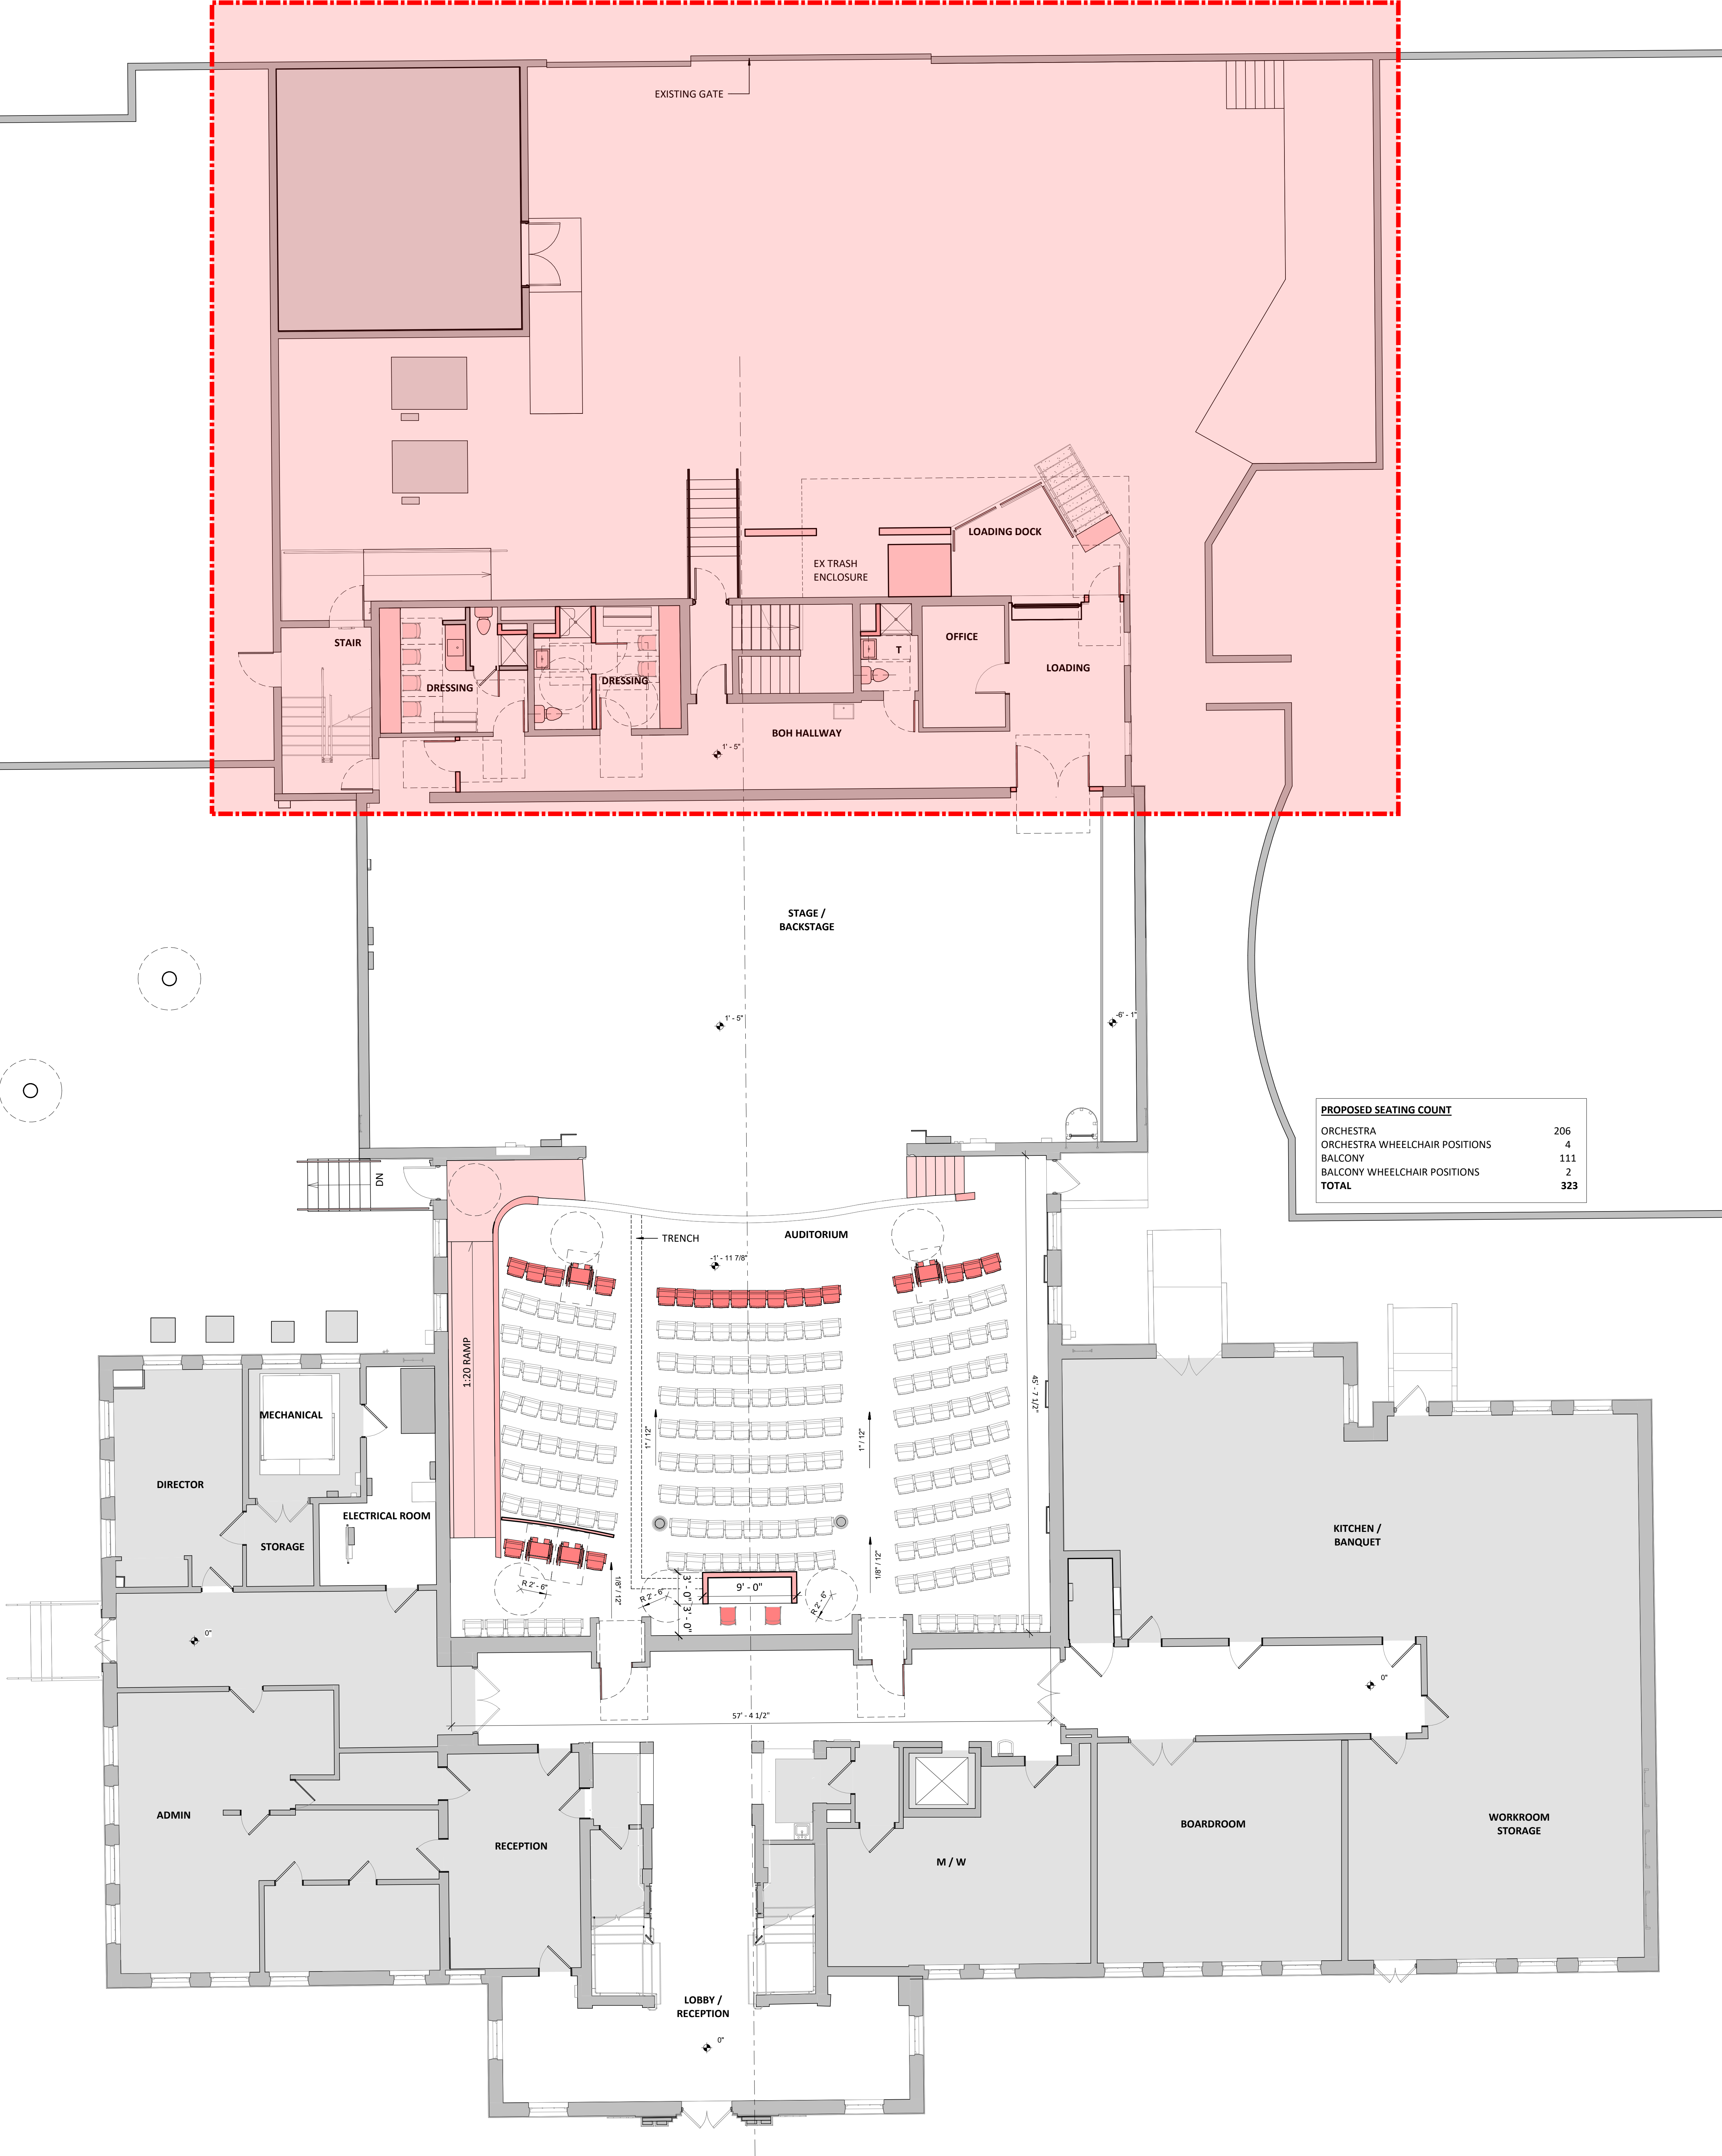 EXISTING GATE
LOADING DOCK
EX TRASH
ENCLOSURE
STAIR
OFFICE
T
LOADING
DRESSING
DRESSING
BOH HALLWAY
1' - 5"
STAGE /
BACKSTAGE
1' - 5"
-6' - 1"
PROPOSED SEATING COUNT
ORCHESTRA 206
ORCHESTRA WHEELCHAIR POSITIONS 4
BALCONY 111
BALCONY WHEELCHAIR POSITIONS 2
TOTAL 323
DN
TRENCH
AUDITORIUM
-1' - 11 7/8"
1:20 RAMP
45' - 7 1/2"
1" / 12"
1" / 12"
MECHANICAL
DIRECTOR
ELECTRICAL ROOM
STORAGE
KITCHEN /
BANQUET
1/8" / 12"
1/8" / 12"
R 2' - 6"
R 2' - 6"
3' - 0"
3' - 0"
9' - 0"
R 2' - 6"
0"
0"
57' - 4 1/2"
ADMIN
RECEPTION
M / W
BOARDROOM
WORKROOM
STORAGE
LOBBY /
RECEPTION
0"